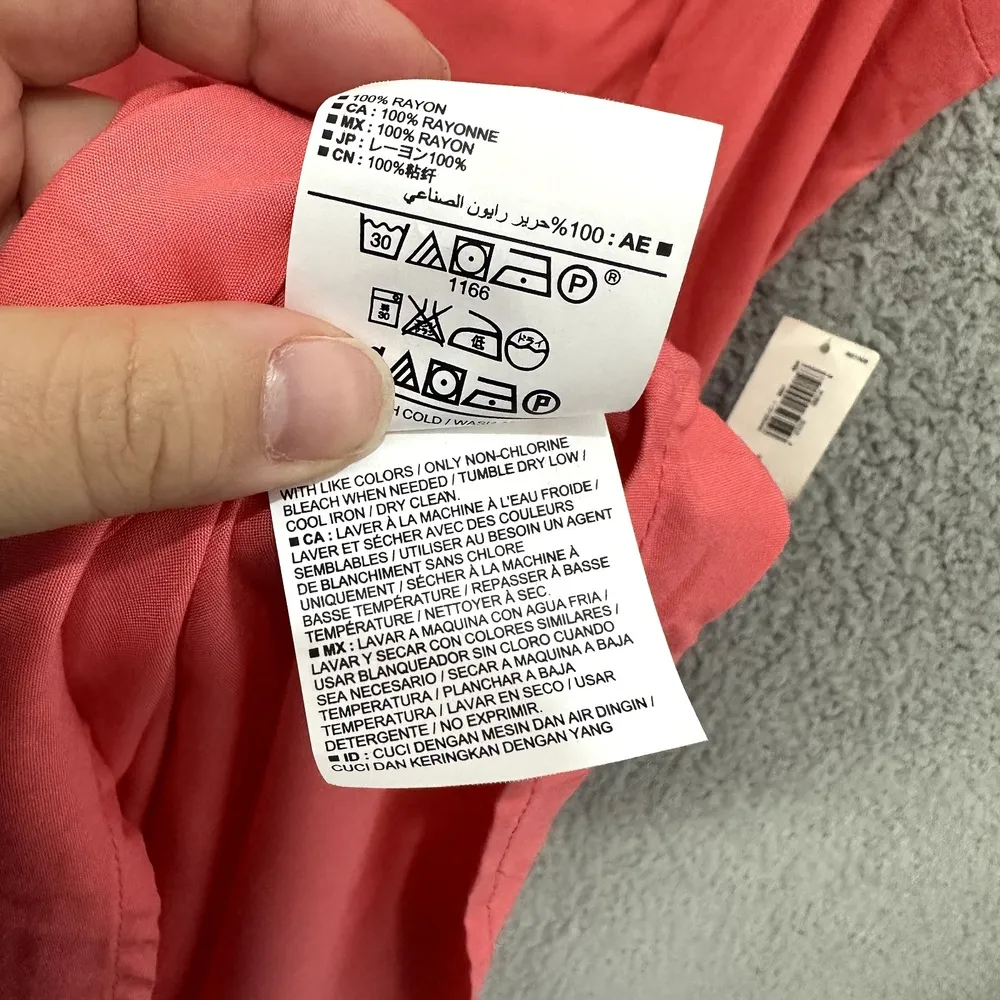 ■ 100% RAYON
■ CA : 100% RAYONNE
■ MX : 100% RAYON
■ JP : レーヨン100%
■ CN : 100%粘纤
■ AE : 100% حرير رايون الصناعي
30 P ®
1166
30 低 ドライ
P
H COLD /
WITH LIKE COLORS / ONLY NON-CHLORINE
BLEACH WHEN NEEDED / TUMBLE DRY LOW /
COOL IRON / DRY CLEAN.
■ CA : LAVER À LA MACHINE À L'EAU FROIDE /
LAVER ET SÉCHER AVEC DES COULEURS
SEMBLABLES / UTILISER AU BESOIN UN AGENT
DE BLANCHIMENT SANS CHLORE
UNIQUEMENT / SÉCHER À LA MACHINE À
BASSE TEMPÉRATURE / REPASSER À BASSE
TEMPÉRATURE / NETTOYER À SEC.
■ MX : LAVAR A MAQUINA CON AGUA FRIA /
LAVAR Y SECAR CON COLORES SIMILARES /
USAR BLANQUEADOR SIN CLORO CUANDO
SEA NECESARIO / SECAR A MAQUINA A BAJA
TEMPERATURA / PLANCHAR A BAJA
TEMPERATURA / LAVAR EN SECO / USAR
DETERGENTE / NO EXPRIMIR.
■ ID : CUCI DENGAN MESIN DAN AIR DINGIN /
CUCI DAN KERINGKAN DENGAN YANG